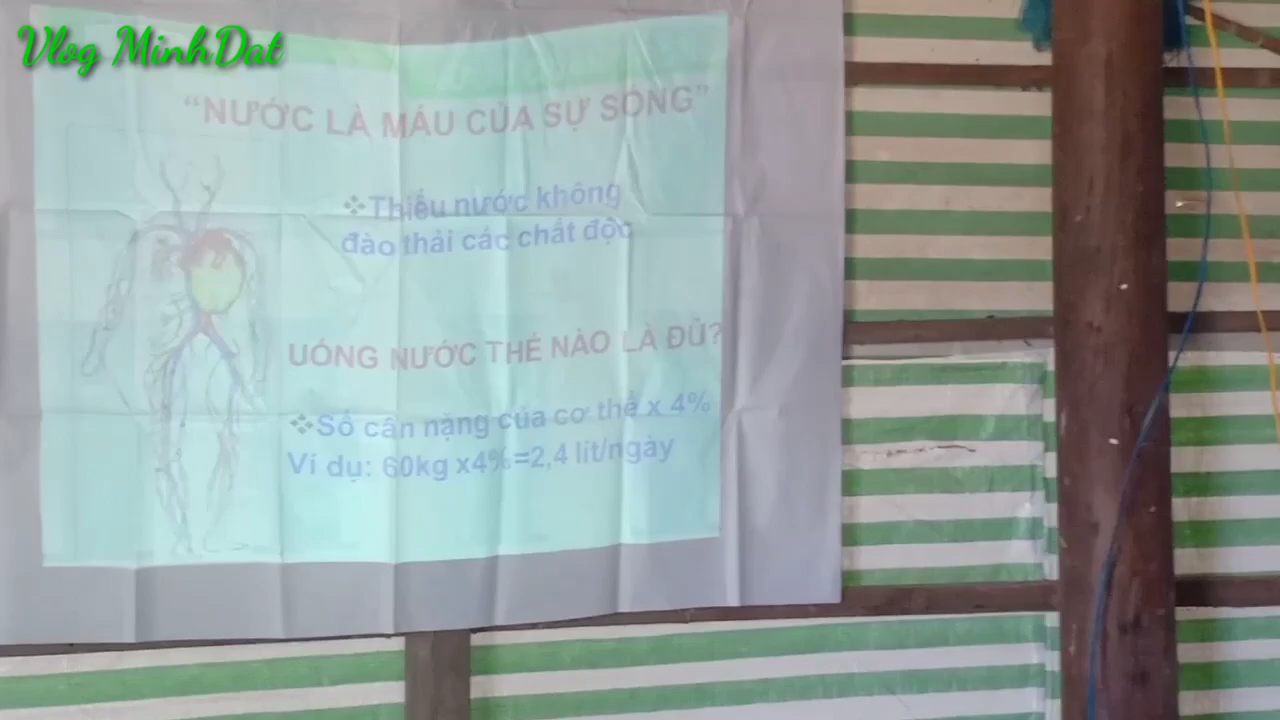 Vlog MinhDat
“NƯỚC LÀ MÁU CỦA SỰ SỐNG”
❖Thiếu nước không
đào thải các chất độc
UỐNG NƯỚC THẾ NÀO LÀ ĐỦ?
❖Số cân nặng của cơ thể x 4%
Ví dụ: 60kg x4%=2,4 lít/ngày